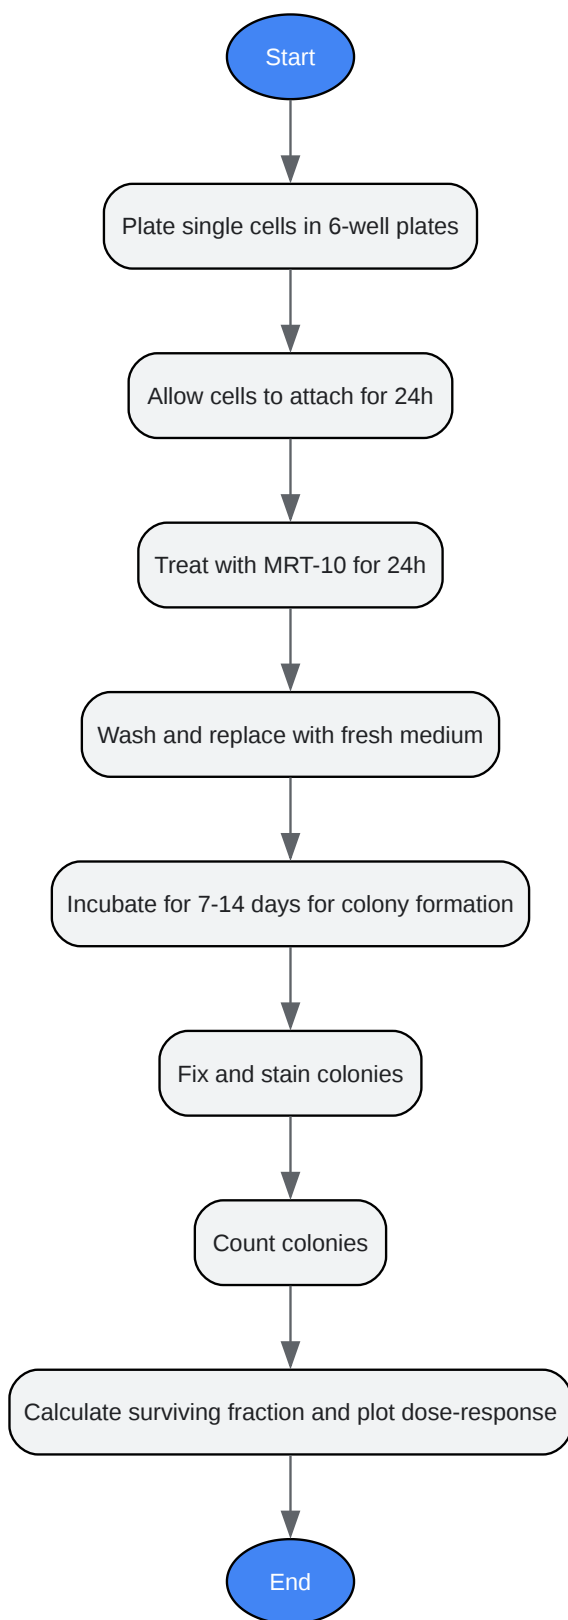 Start
Plate single cells in 6-well plates
Allow cells to attach for 24h
Treat with MRT-10 for 24h
Wash and replace with fresh medium
Incubate for 7-14 days for colony formation
Fix and stain colonies
Count colonies
Calculate surviving fraction and plot dose-response
End